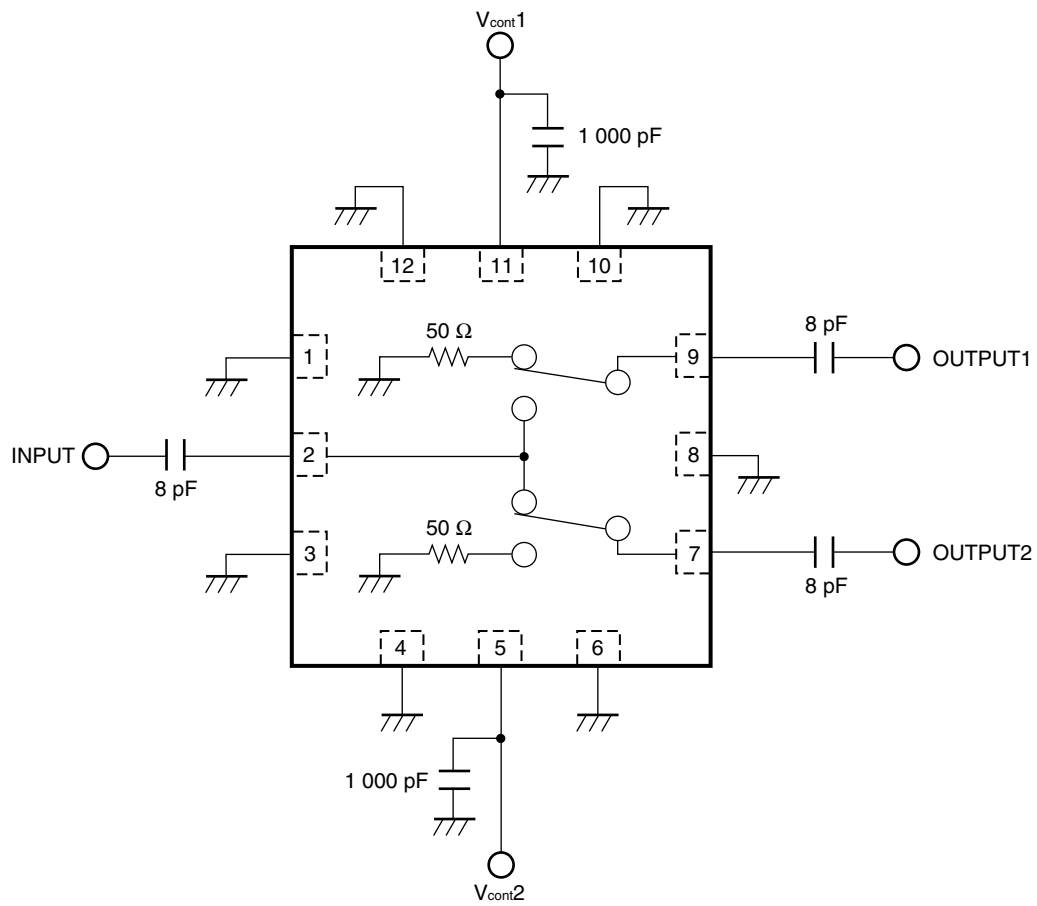 Vcont1
1 000 pF
12
11
10
50 Ω
8 pF
1
9
OUTPUT1
INPUT
2
8
8 pF
50 Ω
3
7
OUTPUT2
8 pF
4
5
6
1 000 pF
Vcont2